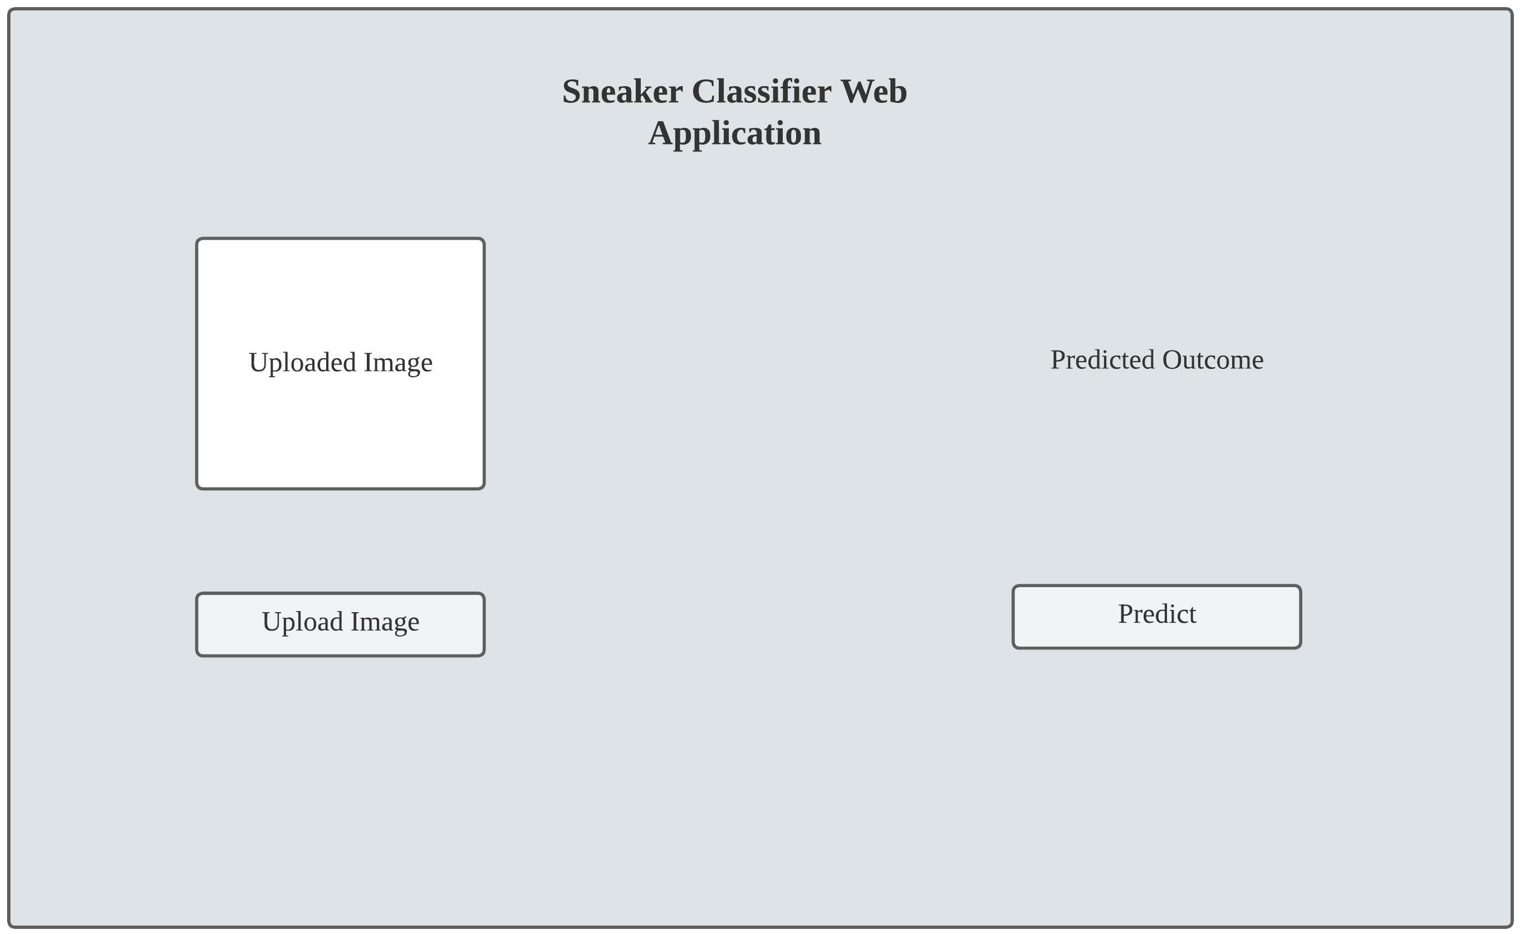 Sneaker Classifier Web
Application
Uploaded Image
Predicted Outcome
Upload Image
Predict